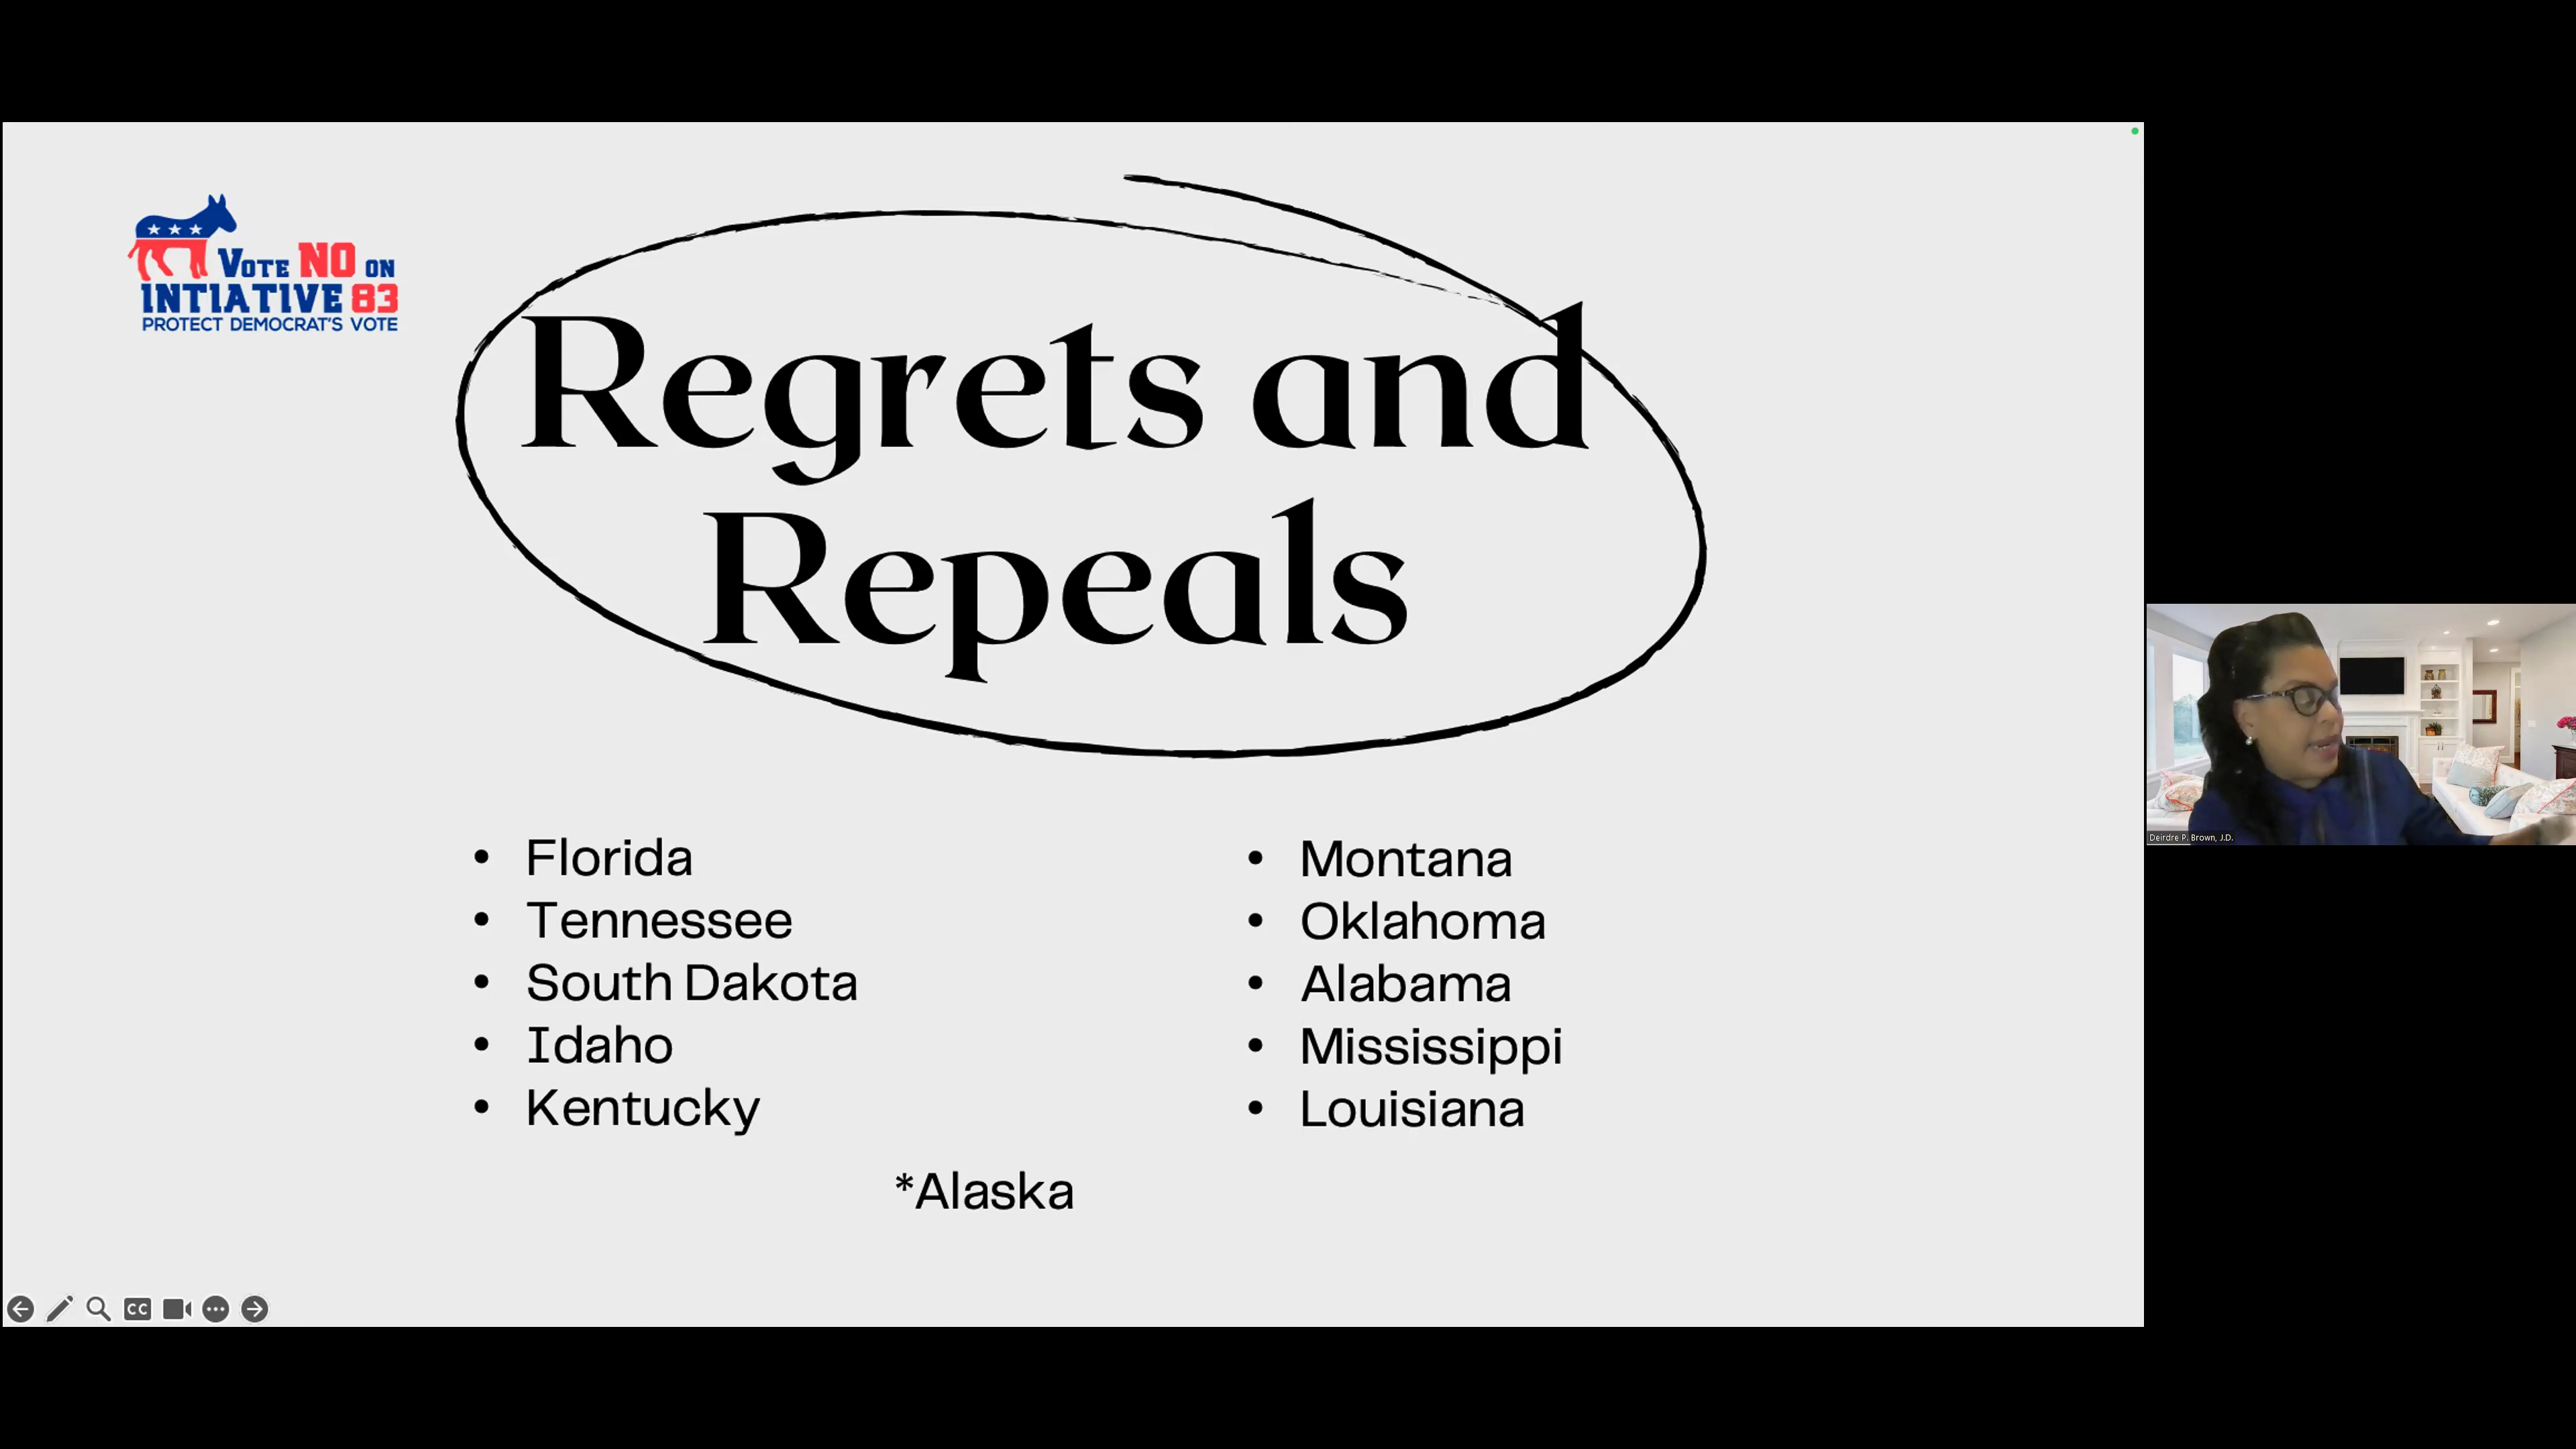 VOTE NO ON
INTIATIVE 83
PROTECT DEMOCRAT'S VOTE
Regrets and
Repeals
• Florida
• Tennessee
• South Dakota
• Idaho
• Kentucky
• Montana
• Oklahoma
• Alabama
• Mississippi
• Louisiana
*Alaska
CC
Deirdre P. Brown, J.D.